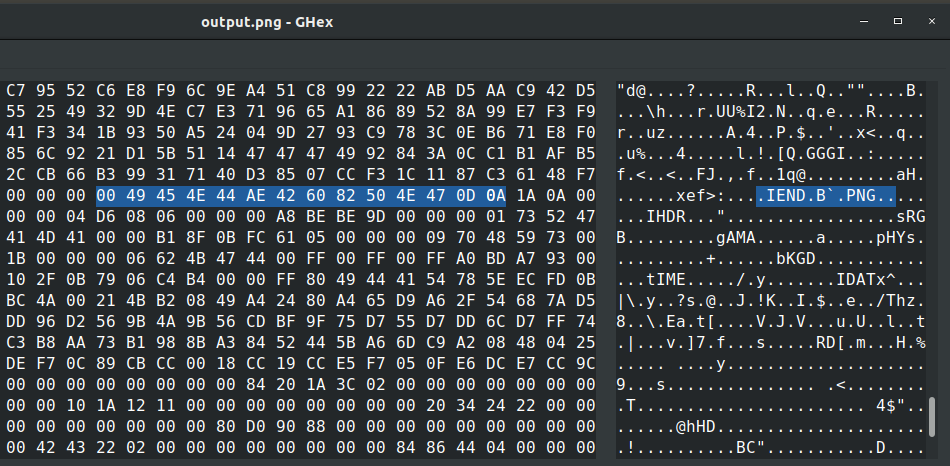 output.png - GHex
C7 95 52 C6 E8 F9 6C 9E A4 51 C8 99 22 22 AB D5 AA C9 42 D5 "d@....?.....R...l..Q..""....B.
55 25 49 32 9D 4E C7 E3 71 96 65 A1 86 89 52 8A 99 E7 F3 F9 ...\h...r.UU%I2.N..q.e...R.....
41 F3 34 1B 93 50 A5 24 04 9D 27 93 C9 78 3C 0E B6 71 E8 F0 r..uz......A.4..P.$..'..x<..q..
85 6C 92 21 D1 5B 51 14 47 47 47 49 92 84 3A 0C C1 B1 AF B5 .u%...4.....l.!.[Q.GGGI..:.....
2C CB 66 B3 99 31 71 40 D3 85 07 CC F3 1C 11 87 C3 61 48 F7 f.<..<..FJ.,.f..1q@.........aH.
00 00 00 00 49 45 4E 44 AE 42 60 82 50 4E 47 0D 0A 1A 0A 00 ......xef>:....IEND.B`.PNG.....
00 00 04 D6 08 06 00 00 00 A8 BE BE 9D 00 00 00 01 73 52 47 ...IHDR..."..................sRG
41 4D 41 00 00 B1 8F 0B FC 61 05 00 00 00 09 70 48 59 73 00 B.........gAMA......a.....pHYs.
1B 00 00 00 06 62 4B 47 44 00 FF 00 FF 00 FF A0 BD A7 93 00 ..........+......bKGD...........
10 2F 0B 79 06 C4 B4 00 00 FF 80 49 44 41 54 78 5E EC FD 0B ...tIME...../.y.......IDATx^...
BC 4A 00 21 4B B2 08 49 A4 24 80 A4 65 D9 A6 2F 54 68 7A D5 |\.y..?s.@..J.!K..I.$..e../Thz.
DD 96 D2 56 9B 4A 9B 56 CD BF 9F 75 D7 55 D7 DD 6C D7 FF 74 8..\.Ea.t[....V.J.V...u.U..l..t
C3 B8 AA 73 B1 98 8B A3 84 52 44 5B A6 6D C9 A2 08 48 04 25 .|...v.]7.f...s.....RD[.m...H.%
DE F7 0C 89 CB CC 00 18 CC 19 CC E5 F7 05 0F E6 DC E7 CC 9C ..... ....y....................
00 00 00 00 00 00 00 00 84 20 1A 3C 02 00 00 00 00 00 00 00 9...s............... .<........
00 00 10 1A 12 11 00 00 00 00 00 00 00 00 20 34 24 22 00 00 .T....................... 4$"..
00 00 00 00 00 00 00 80 D0 90 88 00 00 00 00 00 00 00 00 00 ......@hHD.....................
00 42 43 22 02 00 00 00 00 00 00 00 00 84 86 44 04 00 00 00 .!..........BC"...........D....